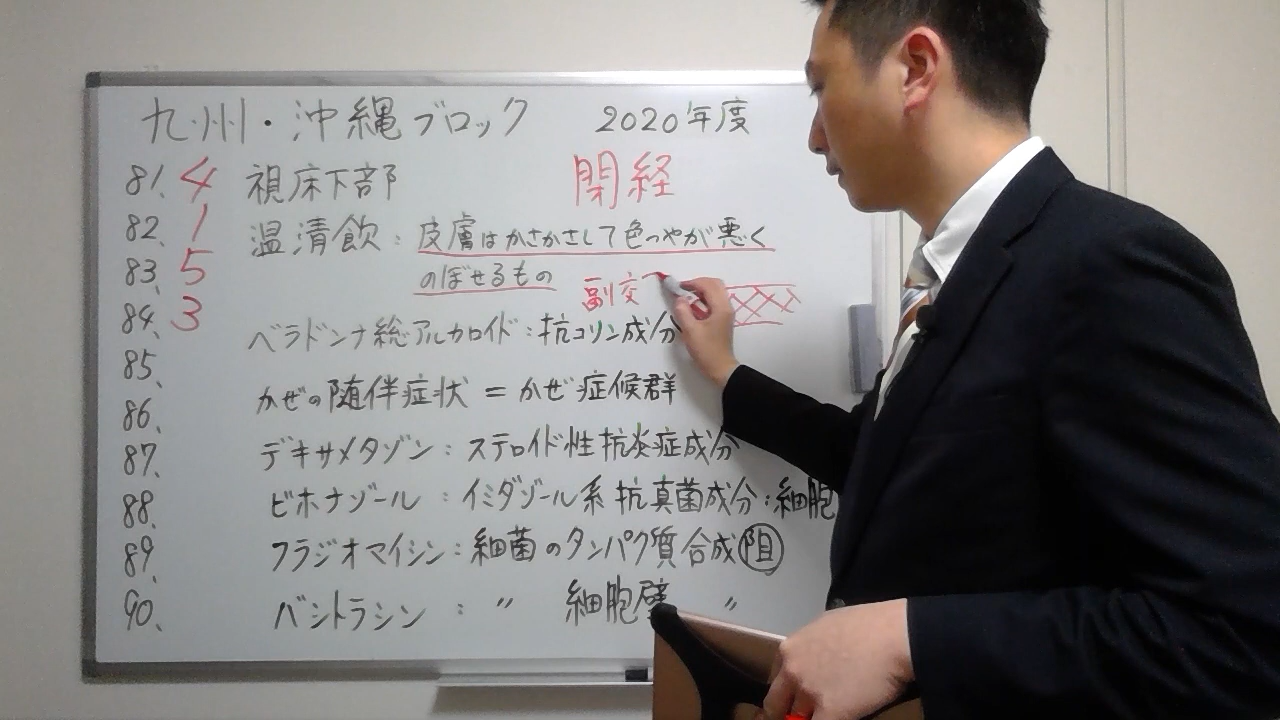 九州・沖縄ブロック 2020年度
81. 4 視床下部 閉経
82. 1 温清飲:皮膚はかさかさして色つやが悪く
83. 5 のぼせるもの 副交
84. 3 ベラドンナ総アルカロイド:抗コリン成分
85.
86. かぜの随伴症状=かぜ症候群
87. デキサメタゾン:ステロイド性抗炎症成分
88. ビホナゾール:イミダゾール系抗真菌成分:細胞
89. フラジオマイシン:細菌のタンパク質合成阻
90. バシトラシン:〃 細胞壁 〃